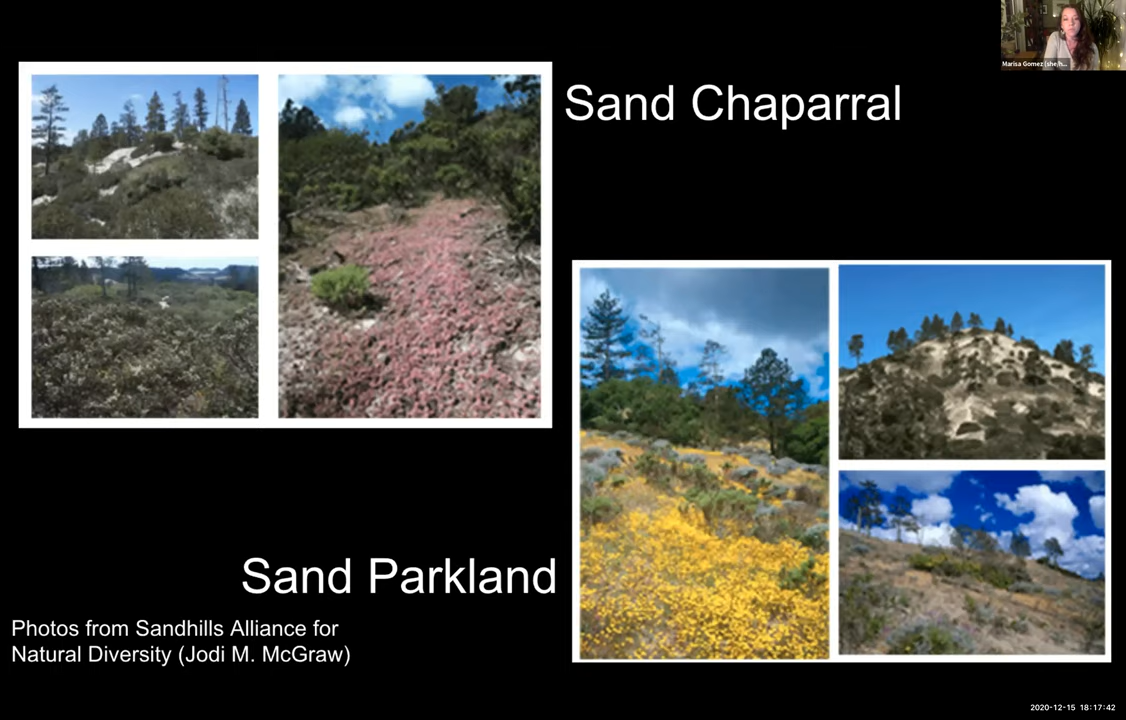 Marisa Gomez (she/h...
Sand Chaparral
Sand Parkland
Photos from Sandhills Alliance for
Natural Diversity (Jodi M. McGraw)
2020-12-15 18:17:42